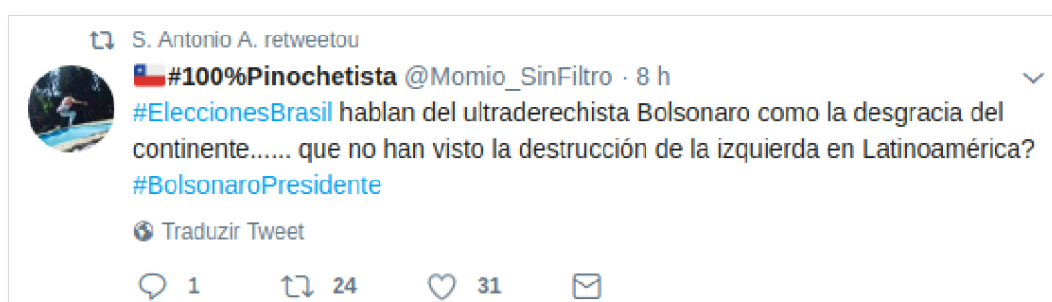 S. Antonio A. retweetou
#100%Pinochetista @Momio_SinFiltro · 8 h
#EleccionesBrasil hablan del ultraderechista Bolsonaro como la desgracia del
continente...... que no han visto la destrucción de la izquierda en Latinoamérica?
#BolsonaroPresidente
Traduzir Tweet
1 24 31